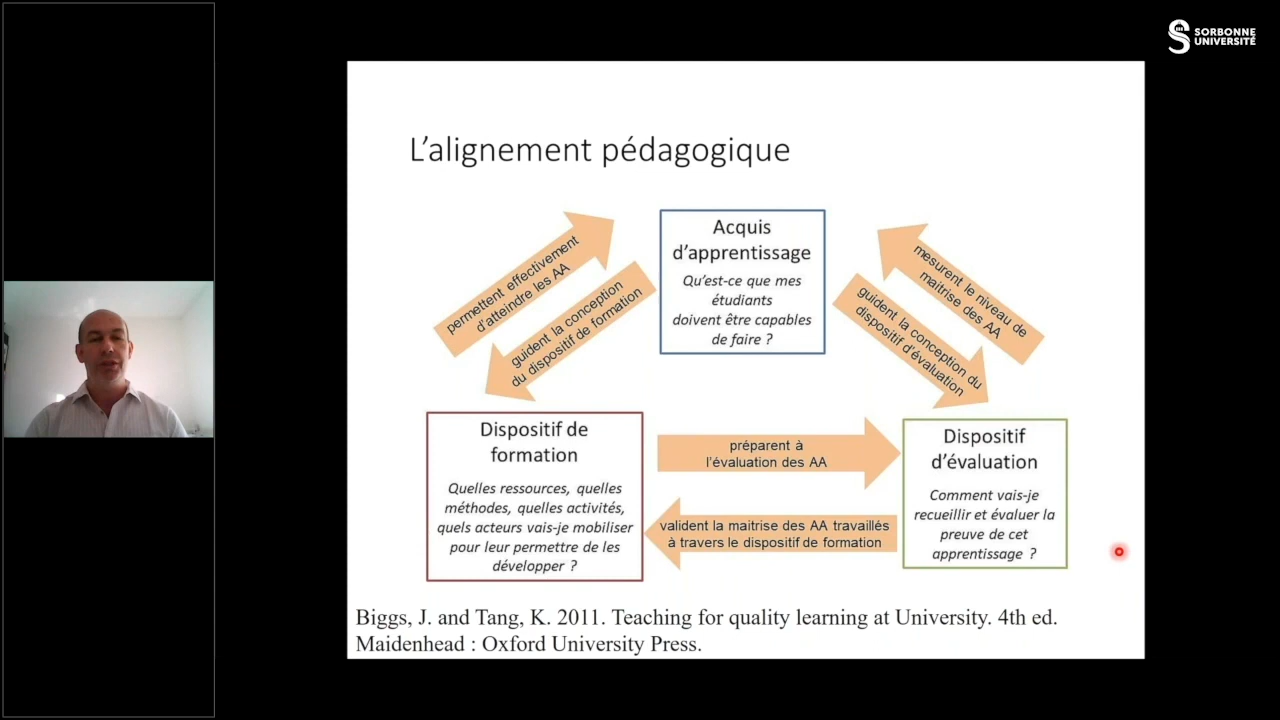 SORBONNE
UNIVERSITÉ
L'alignement pédagogique
permettent effectivement
d'atteindre les AA
guident la conception
du dispositif de formation
Acquis
d'apprentissage
Qu'est-ce que mes
étudiants
doivent être capables
de faire ?
mesurent le niveau de
maitrise des AA
guident la conception du
dispositif d'évaluation
Dispositif de
formation
Quelles ressources, quelles
méthodes, quelles activités,
quels acteurs vais-je mobiliser
pour leur permettre de les
développer ?
préparent à
l'évaluation des AA
valident la maitrise des AA travaillés
à travers le dispositif de formation
Dispositif
d'évaluation
Comment vais-je
recueillir et évaluer la
preuve de cet
apprentissage ?
Biggs, J. and Tang, K. 2011. Teaching for quality learning at University. 4th ed.
Maidenhead : Oxford University Press.